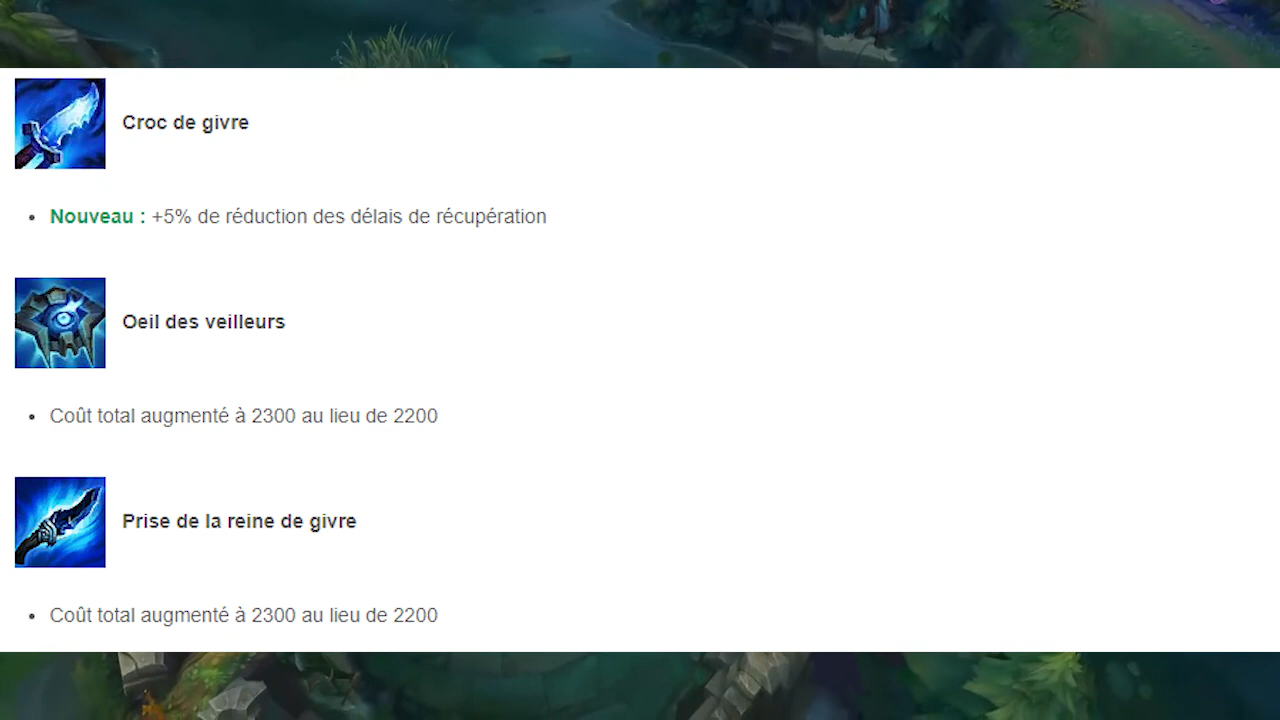 Croc de givre
• Nouveau : +5% de réduction des délais de récupération
Oeil des veilleurs
• Coût total augmenté à 2300 au lieu de 2200
Prise de la reine de givre
• Coût total augmenté à 2300 au lieu de 2200